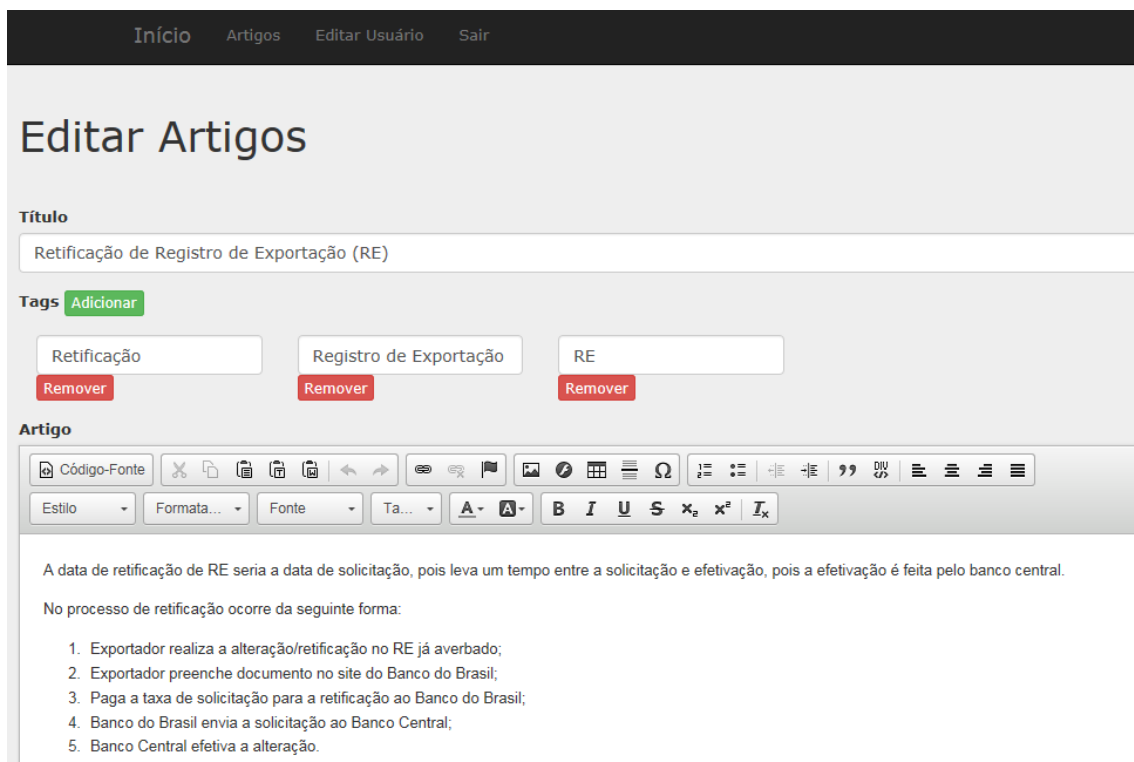 Início Artigos Editar Usuário Sair
Editar Artigos
Título
Retificação de Registro de Exportação (RE)
Tags Adicionar
Retificação Registro de Exportação RE
Remover Remover Remover
Artigo
Código-Fonte
Estilo Formata... Fonte Ta... A A B I U S x₂ x² Ix
A data de retificação de RE seria a data de solicitação, pois leva um tempo entre a solicitação e efetivação, pois a efetivação é feita pelo banco central.
No processo de retificação ocorre da seguinte forma:
1. Exportador realiza a alteração/retificação no RE já averbado;
2. Exportador preenche documento no site do Banco do Brasil;
3. Paga a taxa de solicitação para a retificação ao Banco do Brasil;
4. Banco do Brasil envia a solicitação ao Banco Central;
5. Banco Central efetiva a alteração.